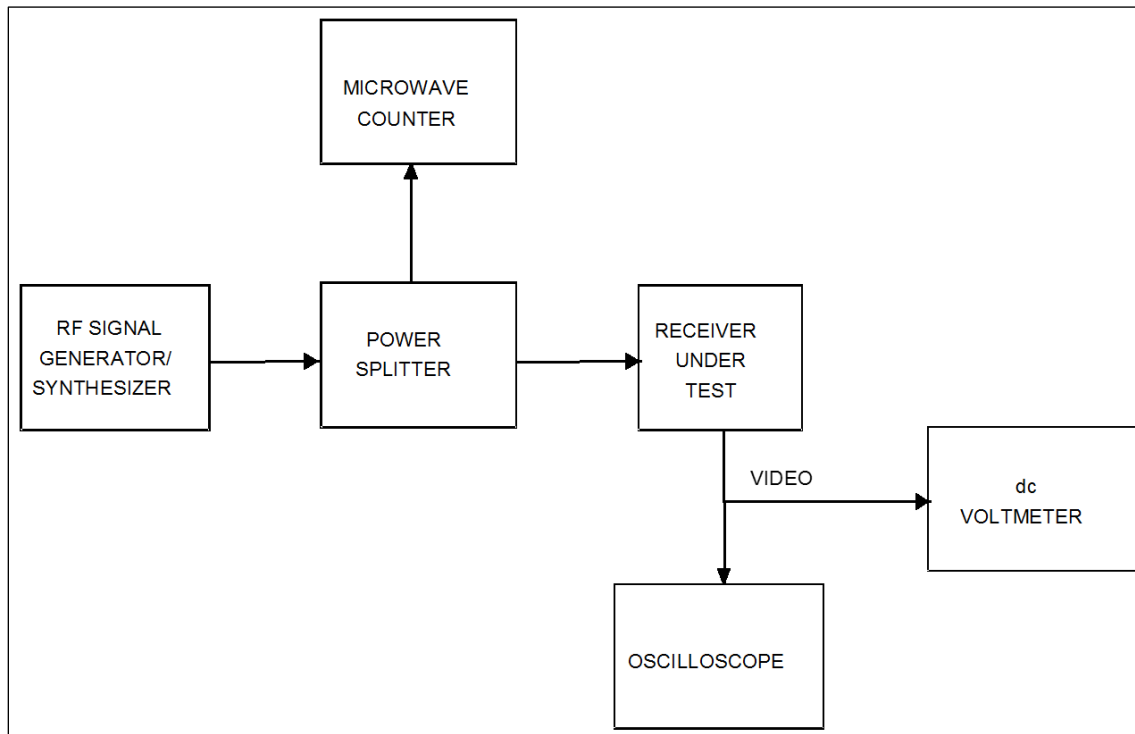 MICROWAVE
COUNTER
RF SIGNAL
GENERATOR/
SYNTHESIZER
POWER
SPLITTER
RECEIVER
UNDER
TEST
VIDEO
dc
VOLTMETER
OSCILLOSCOPE